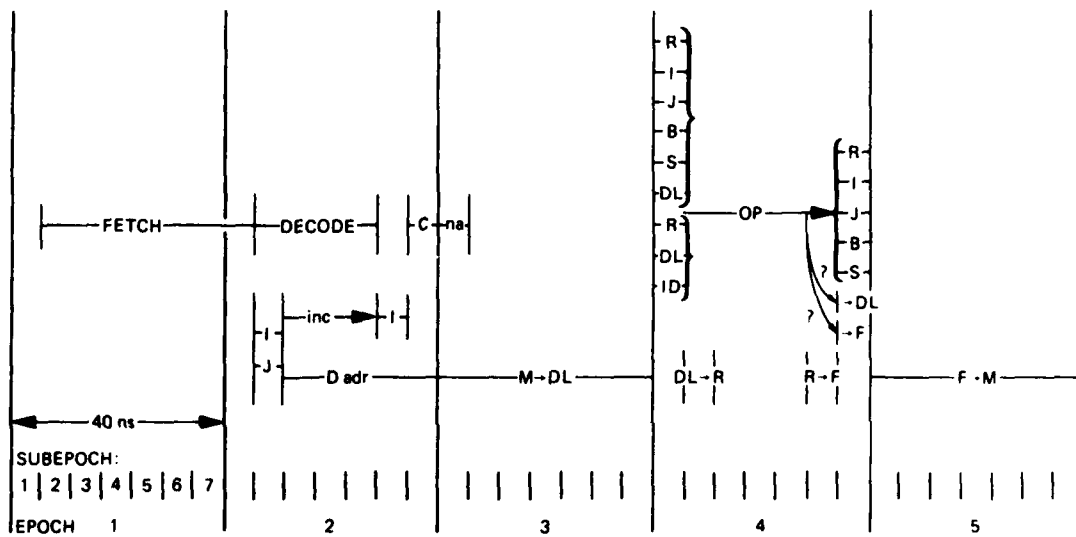 R
I
J
B
S
DL
R
I
FETCH DECODE C na R OP J
DL B
ID S
? →DL
I inc I ? →F
J D adr M→DL DL→R R→F F · M
40 ns
SUBEPOCH:
1 2 3 4 5 6 7
EPOCH 1 2 3 4 5